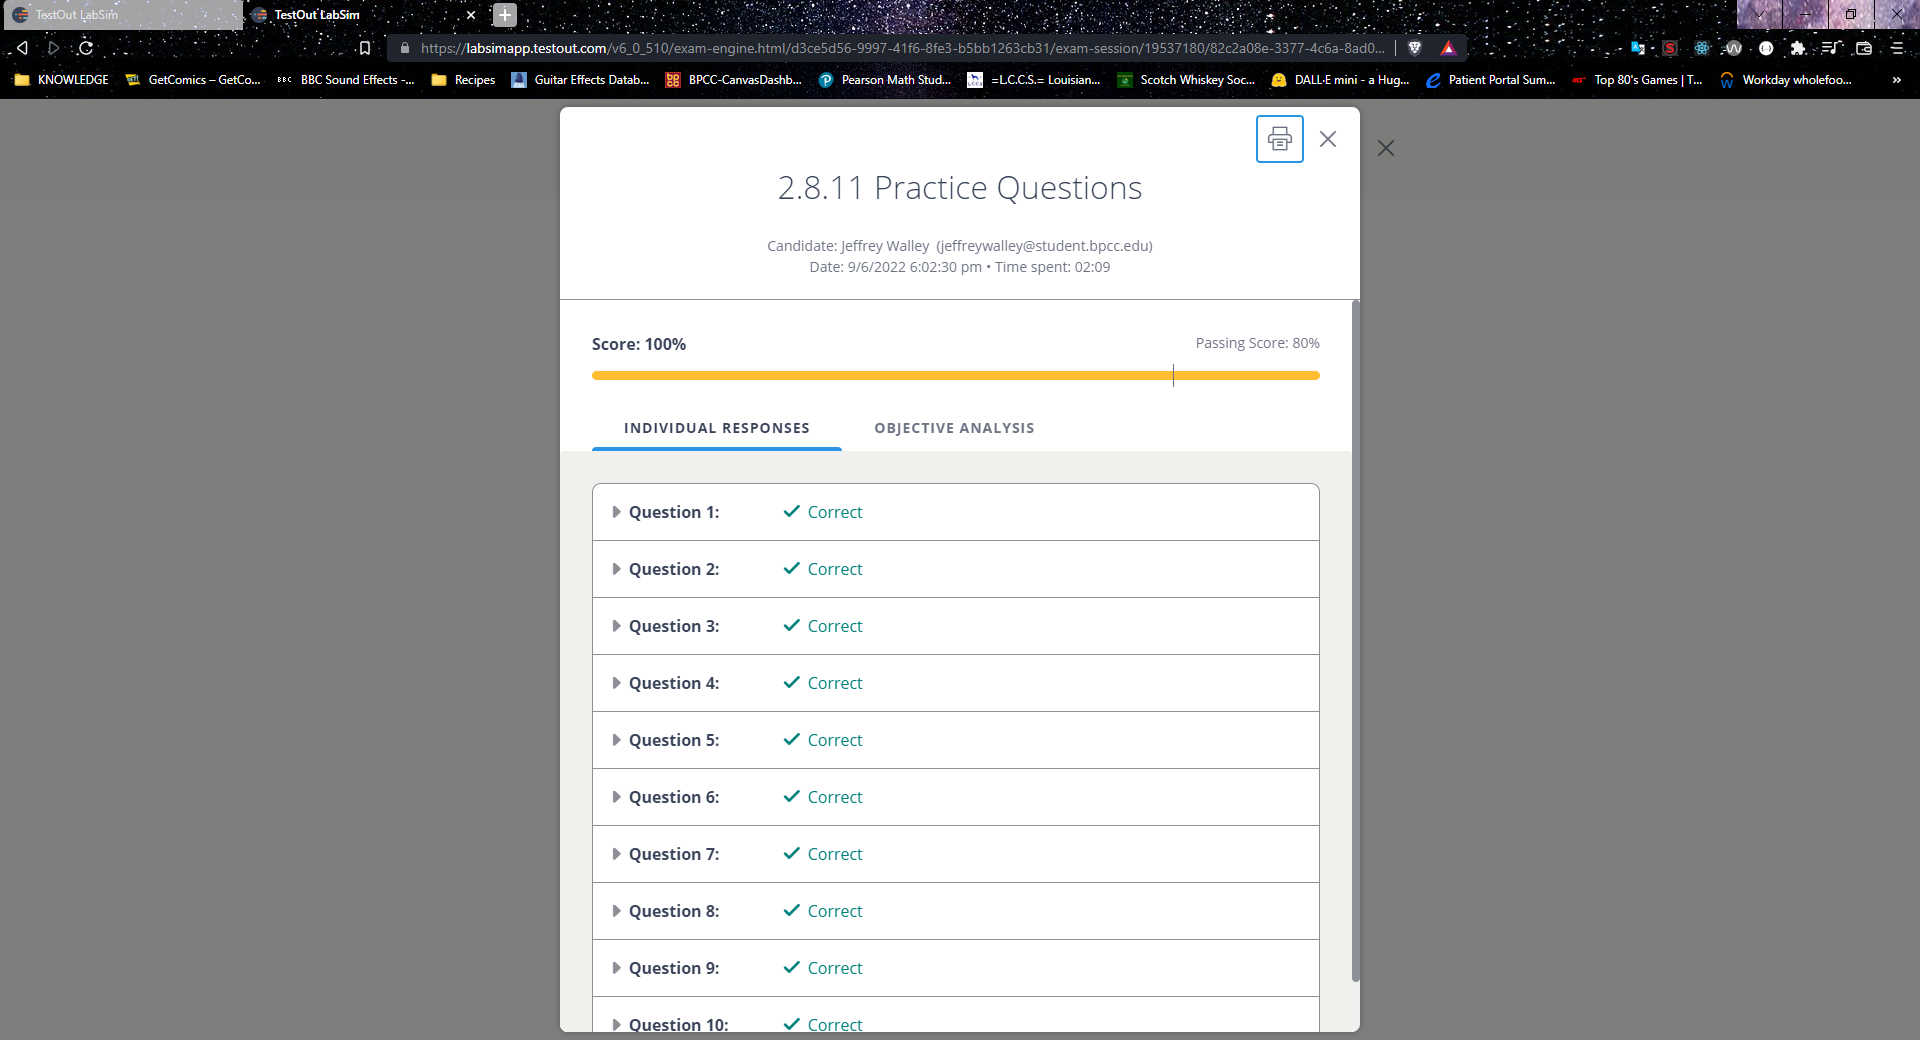 TestOut LabSim
TestOut LabSim
https://labsimapp.testout.com/v6_0_510/exam-engine.html/d3ce5d56-9997-41f6-8fe3-b5bb1263cb31/exam-session/19537180/82c2a08e-3377-4c6a-8ad0...
KNOWLEDGE
GetComics – GetCo...
BBC BBC Sound Effects -...
Recipes
Guitar Effects Datab...
BPCC-CanvasDashb...
Pearson Math Stud...
=L.C.C.S.= Louisian...
Scotch Whiskey Soc...
DALL·E mini - a Hug...
Patient Portal Sum...
Top 80's Games | T...
Workday wholefoo...
»
2.8.11 Practice Questions
Candidate: Jeffrey Walley (jeffreywalley@student.bpcc.edu)
Date: 9/6/2022 6:02:30 pm • Time spent: 02:09
Score: 100%
Passing Score: 80%
INDIVIDUAL RESPONSES
OBJECTIVE ANALYSIS
Question 1: Correct
Question 2: Correct
Question 3: Correct
Question 4: Correct
Question 5: Correct
Question 6: Correct
Question 7: Correct
Question 8: Correct
Question 9: Correct
Question 10: Correct